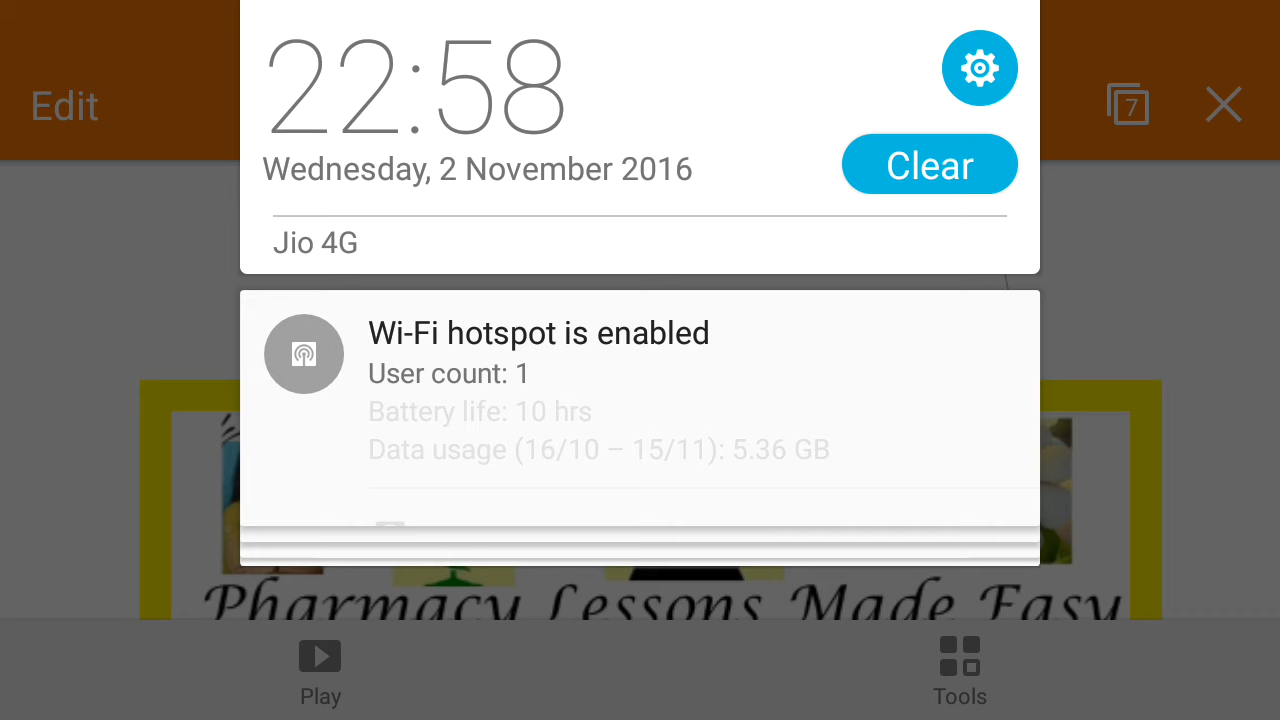 22:58
Edit
7
Wednesday, 2 November 2016
Clear
Jio 4G
Wi-Fi hotspot is enabled
User count: 1
Battery life: 10 hrs
Data usage (16/10 – 15/11): 5.36 GB
Pharmacy Lessons Made Easy
Play
Tools